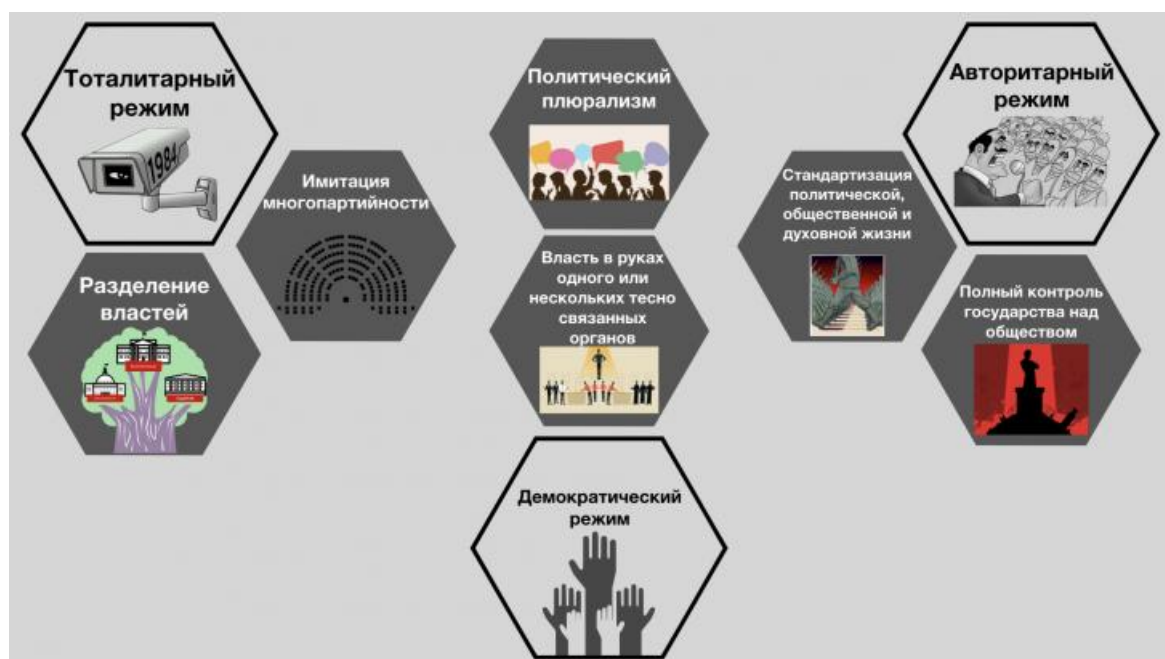 Тоталитарный
режим
1984
Имитация
многопартийности
Разделение
властей
Политический
плюрализм
Власть в руках
одного или
нескольких тесно
связанных
органов
Демократический
режим
Стандартизация
политической,
общественной и
духовной жизни
Авторитарный
режим
Полный контроль
государства над
обществом